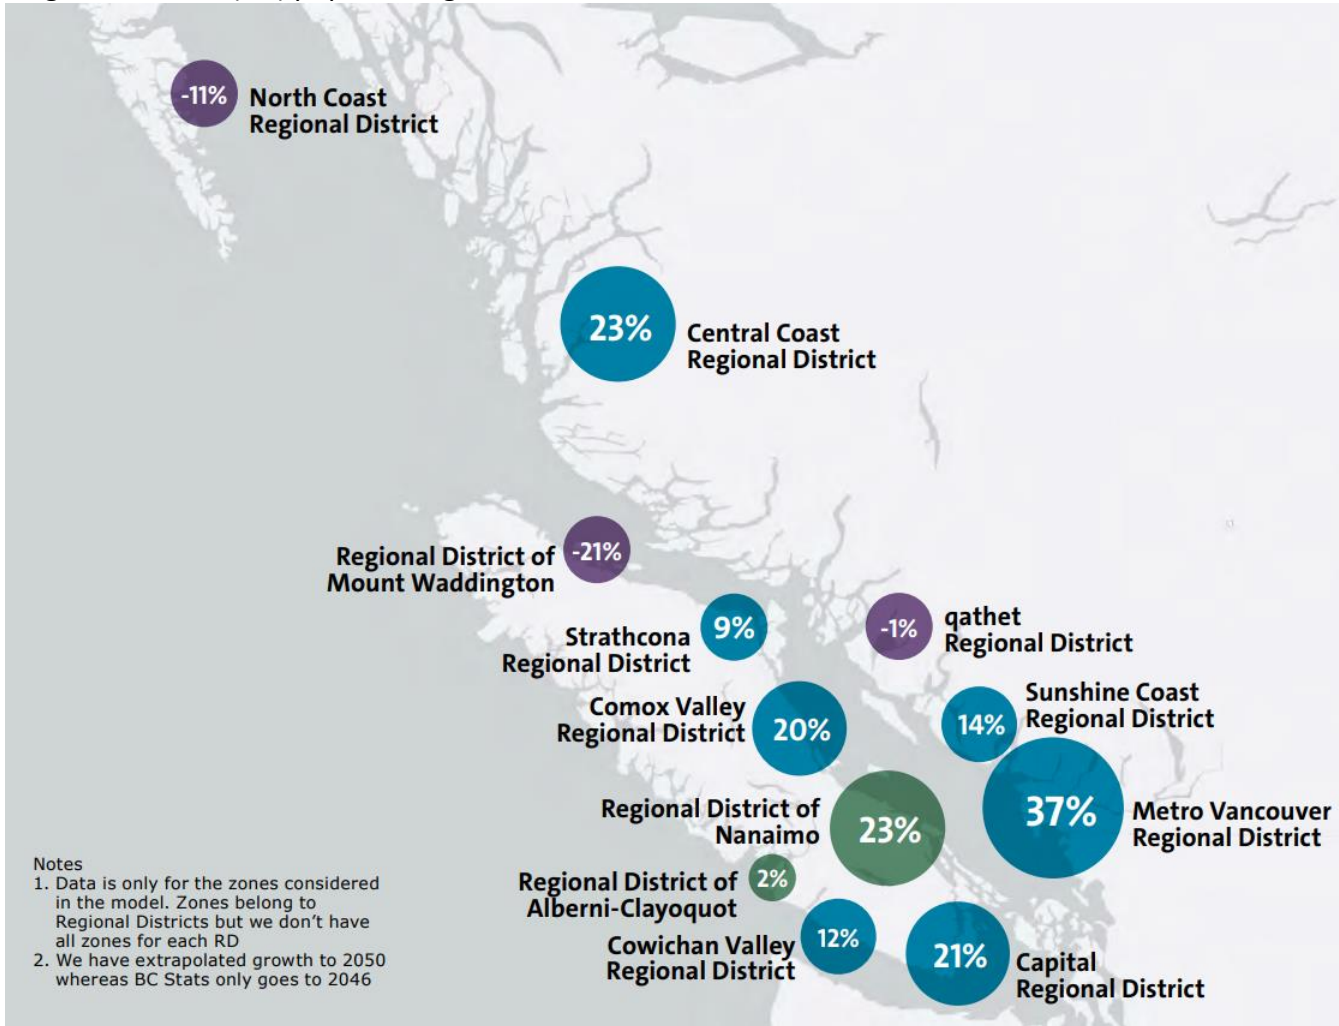 -11%
North Coast
Regional District
23%
Central Coast
Regional District
Regional District of
Mount Waddington
-21%
Strathcona
Regional District
9%
-1%
qathet
Regional District
Comox Valley
Regional District
20%
14%
Sunshine Coast
Regional District
Regional District of
Nanaimo
23%
37%
Metro Vancouver
Regional District
Regional District of
Alberni-Clayoquot
2%
Cowichan Valley
Regional District
12%
21%
Capital
Regional District
Notes
1. Data is only for the zones considered
in the model. Zones belong to
Regional Districts but we don't have
all zones for each RD
2. We have extrapolated growth to 2050
whereas BC Stats only goes to 2046